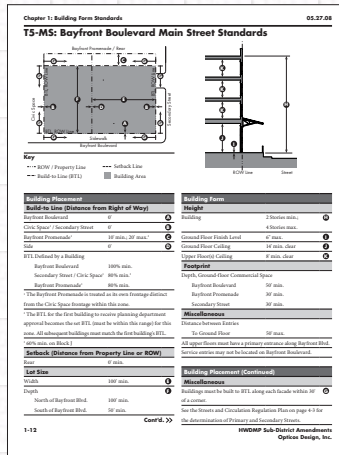 Chapter 1: Building Form Standards
05.27.08
T5-MS: Bayfront Boulevard Main Street Standards
Bayfront Promenade / Rear
Civic Space
BTL, ROW line
BTL, ROW line
Secondary Street
BTL, ROW line
Sidewalk
Bayfront Boulevard
ROW Line
Street
Key
ROW / Property Line
Setback Line
Build-to Line (BTL)
Building Area
Building Placement
Build-to Line (Distance from Right of Way)
Bayfront Boulevard 0' A
Civic Space¹ / Secondary Street 0' B
Bayfront Promenade¹ 10' min.; 20' max.² C
Side 0' D
BTL Defined by a Building
Bayfront Boulevard 100% min.
Secondary Street / Civic Space¹ 80% min.³
Bayfront Promenade¹ 80% min.
¹ The Bayfront Promenade is treated as its own frontage distinct
from the Civic Space frontage within this zone.
² The BTL for the first building to receive planning department
approval becomes the set BTL (must be within this range) for this
zone. All subsequent buildings must match the first building's BTL.
³ 60% min. on Block J
Setback (Distance from Property Line or ROW)
Rear 0' min.
Lot Size
Width 100' min. E
Depth F
North of Bayfront Blvd. 100' min.
South of Bayfront Blvd. 50' min.
Cont'd. >>
Building Form
Height
Building 2 Stories min.; H
4 Stories max.
Ground Floor Finish Level 6" max. I
Ground Floor Ceiling 14' min. clear J
Upper Floor(s) Ceiling 8' min. clear K
Footprint
Depth, Ground-Floor Commercial Space
Bayfront Boulevard 50' min.
Bayfront Promenade 30' min.
Secondary Street 30' min.
Miscellaneous
Distance between Entries
To Ground Floor 50' max.
All upper floors must have a primary entrance along Bayfront Blvd.
Service entries may not be located on Bayfront Boulevard.
Building Placement (Continued)
Miscellaneous
Buildings must be built to BTL along each facade within 30' G
of a corner.
See the Streets and Circulation Regulation Plan on page 4-3 for
the determination of Primary and Secondary Streets.
1-12
HWDMP Sub-District Amendments
Opticos Design, Inc.